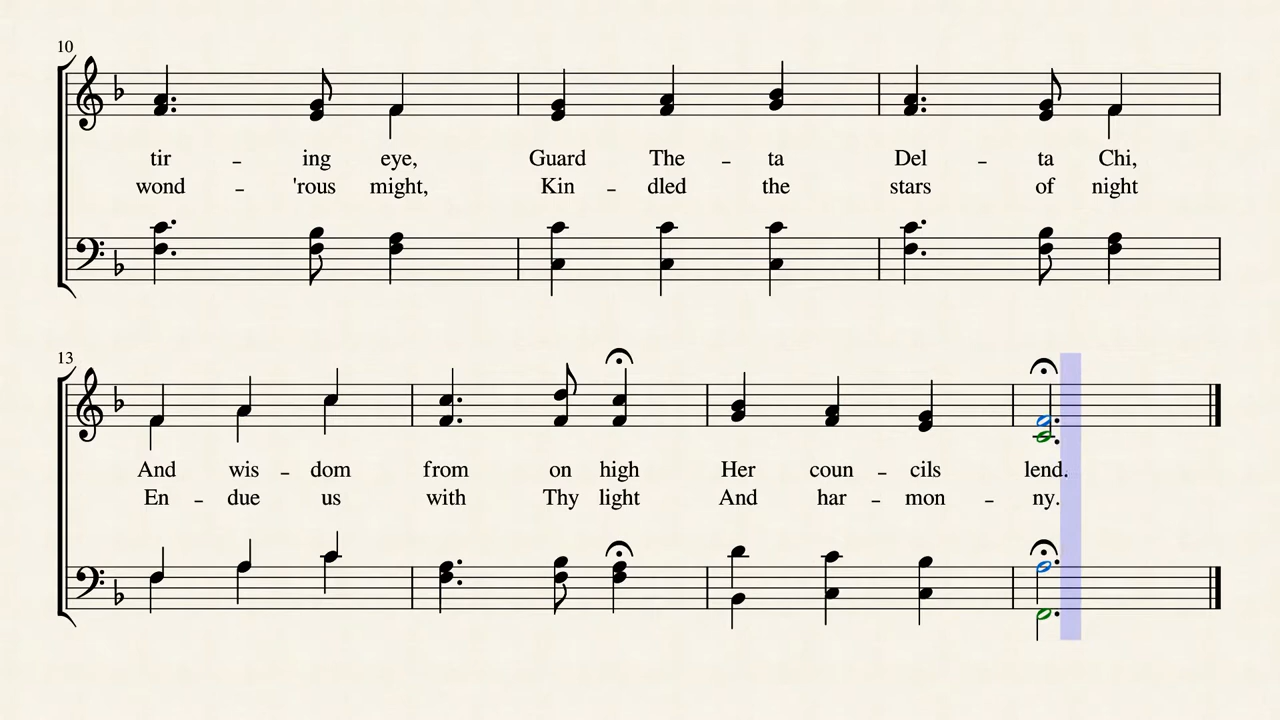 10
tir - ing eye, Guard The - ta Del - ta Chi,
wond - 'rous might, Kin - dled the stars of night
13
And wis - dom from on high Her coun - cils lend.
En - due us with Thy light And har - mon - ny.